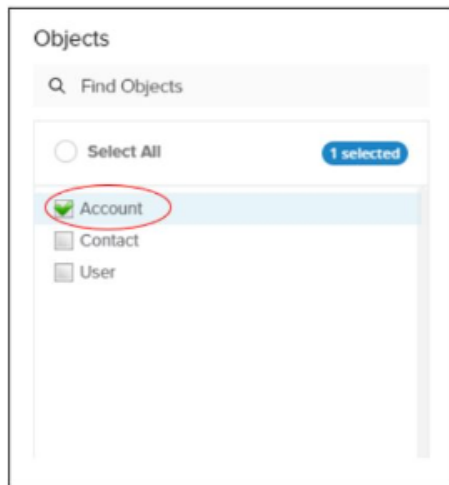 Objects
Find Objects
Select All 1 selected
Account
Contact
User